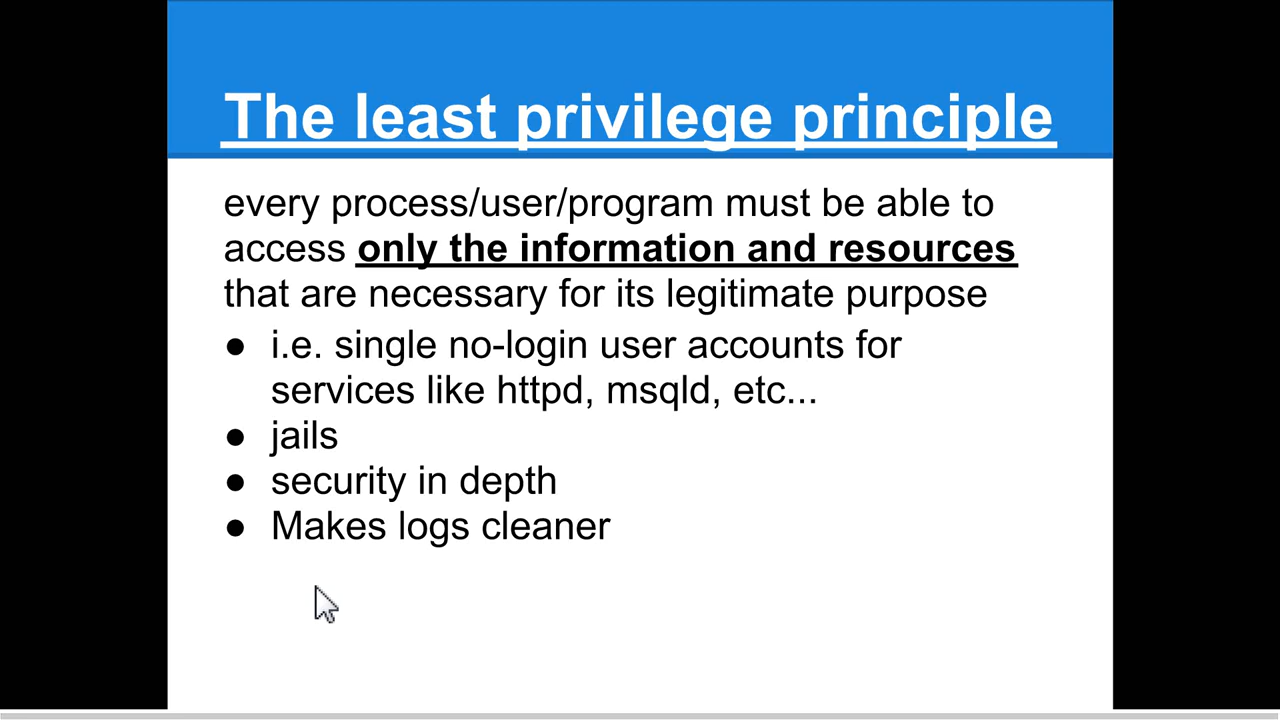 The least privilege principle
every process/user/program must be able to
access only the information and resources
that are necessary for its legitimate purpose
● i.e. single no-login user accounts for
services like httpd, msqld, etc...
● jails
● security in depth
● Makes logs cleaner